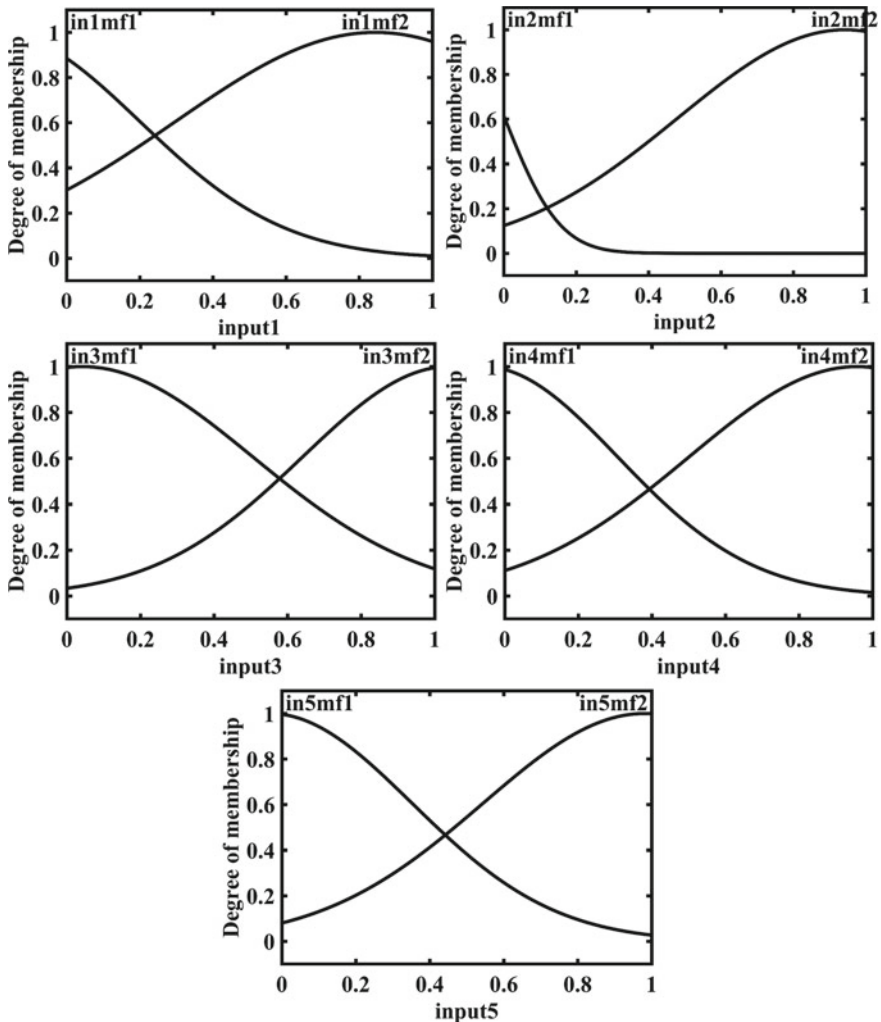 in1mf1 in1mf2
Degree of membership
1
0.8
0.6
0.4
0.2
0
0 0.2 0.4 0.6 0.8 1
input1
in2mf1 in2mf2
Degree of membership
1
0.8
0.6
0.4
0.2
0
0 0.2 0.4 0.6 0.8 1
input2
in3mf1 in3mf2
Degree of membership
1
0.8
0.6
0.4
0.2
0
0 0.2 0.4 0.6 0.8 1
input3
in4mf1 in4mf2
Degree of membership
1
0.8
0.6
0.4
0.2
0
0 0.2 0.4 0.6 0.8 1
input4
in5mf1 in5mf2
Degree of membership
1
0.8
0.6
0.4
0.2
0
0 0.2 0.4 0.6 0.8 1
input5